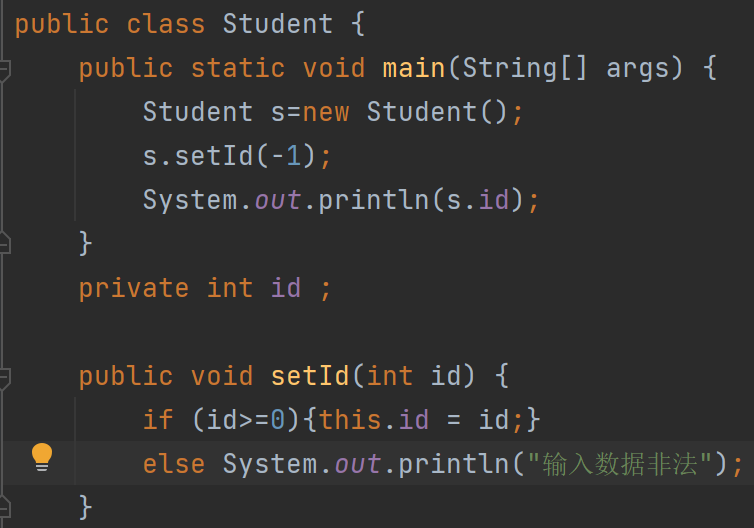 public class Student {
public static void main(String[] args) {
Student s=new Student();
s.setId(-1);
System.out.println(s.id);
}
private int id ;
public void setId(int id) {
if (id>=0){this.id = id;}
else System.out.println("输入数据非法");
}